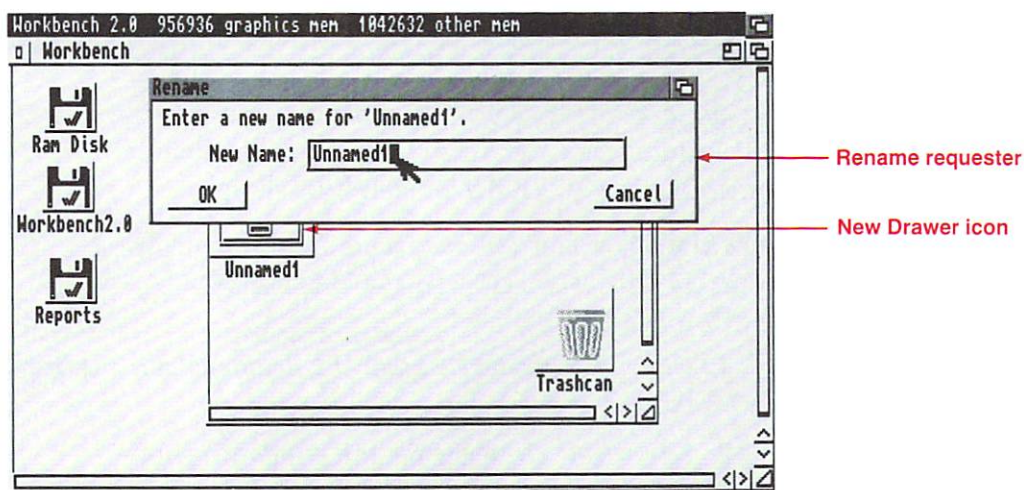 Workbench 2.0 956936 graphics mem 1042632 other mem
Workbench
Rename
Enter a new name for 'Unnamed1'.
New Name: Unnamed1
OK
Cancel
Ram Disk
Workbench2.0
Reports
Unnamed1
Trashcan
Rename requester
New Drawer icon